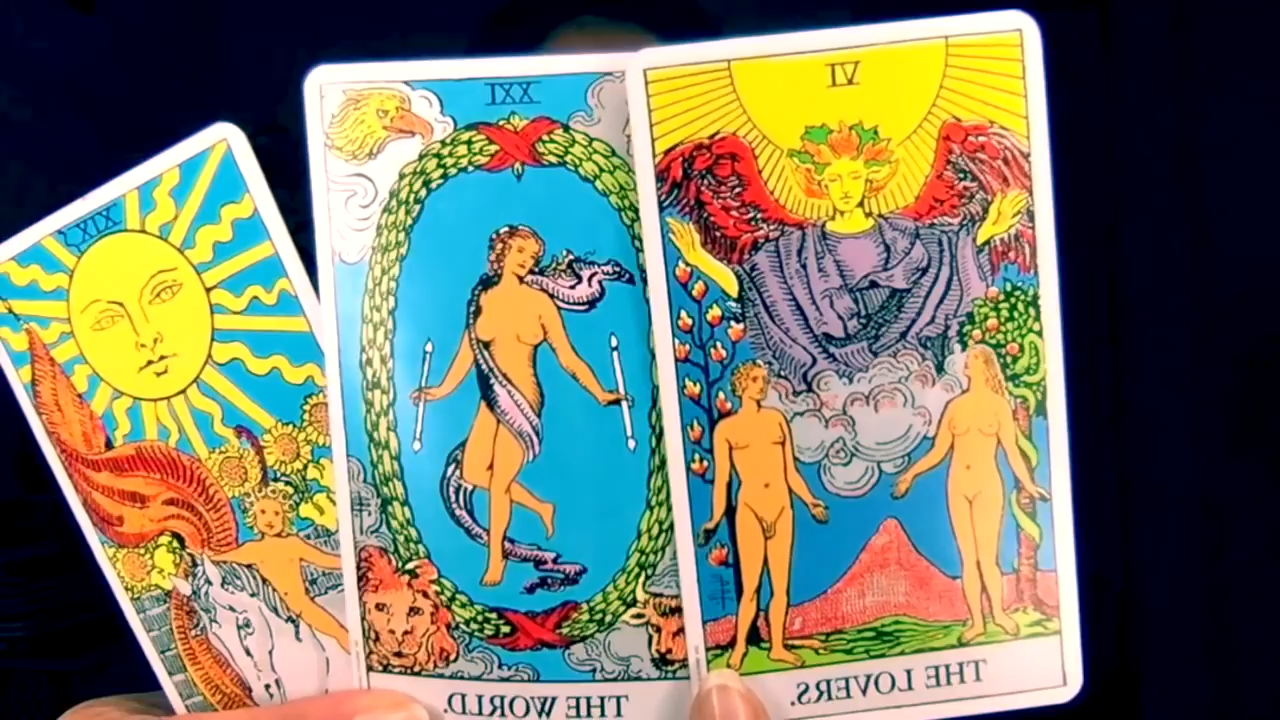 XIX
XXI
VI
THE WORLD.
THE LOVERS.